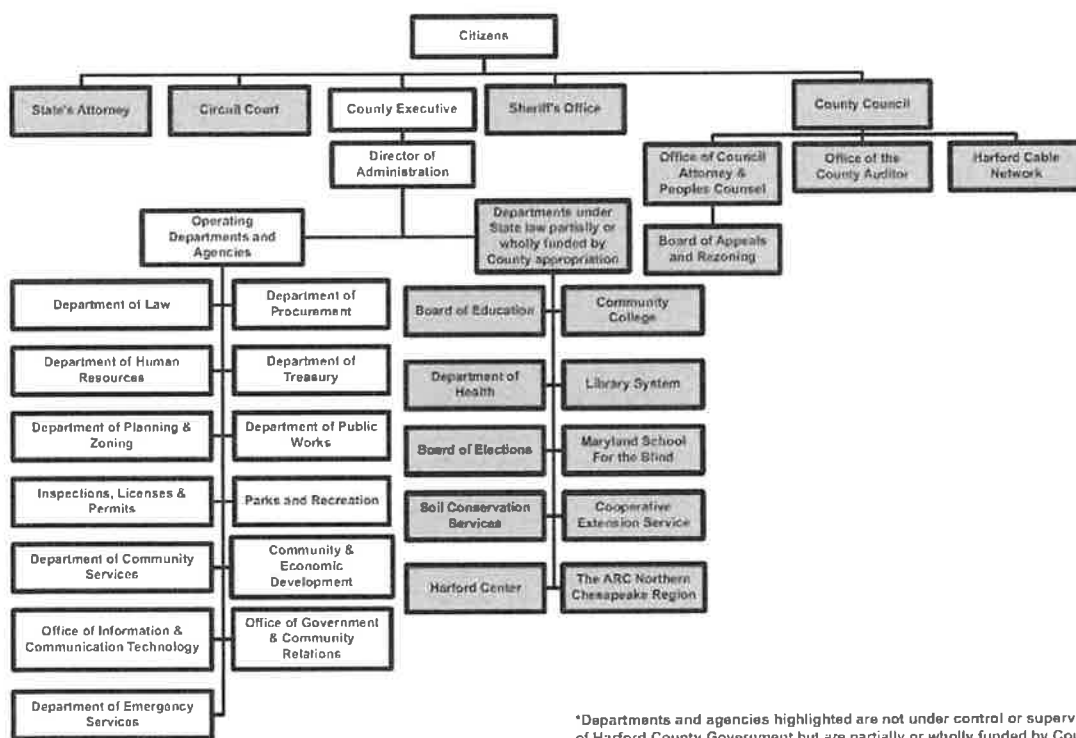 Citizens
State's Attorney
Circuit Court
County Executive
Sheriff's Office
County Council
Director of
Administration
Office of Council
Attorney &
Peoples Counsel
Office of the
County Auditor
Harford Cable
Network
Operating
Departments and
Agencies
Departments under
State law partially or
wholly funded by
County appropriation
Board of Appeals
and Rezoning
Department of Law
Department of
Procurement
Department of Human
Resources
Department of
Treasury
Department of Planning &
Zoning
Department of Public
Works
Inspections, Licenses &
Permits
Parks and Recreation
Department of Community
Services
Community &
Economic
Development
Office of Information &
Communication Technology
Office of Government
& Community
Relations
Department of Emergency
Services
Board of Education
Community
College
Department of
Health
Library System
Board of Elections
Maryland School
For the Blind
Soil Conservation
Services
Cooperative
Extension Service
Harford Center
The ARC Northern
Chesapeake Region
*Departments and agencies highlighted are not under control or superv
of Harford County Government but are partially or wholly funded by Cou